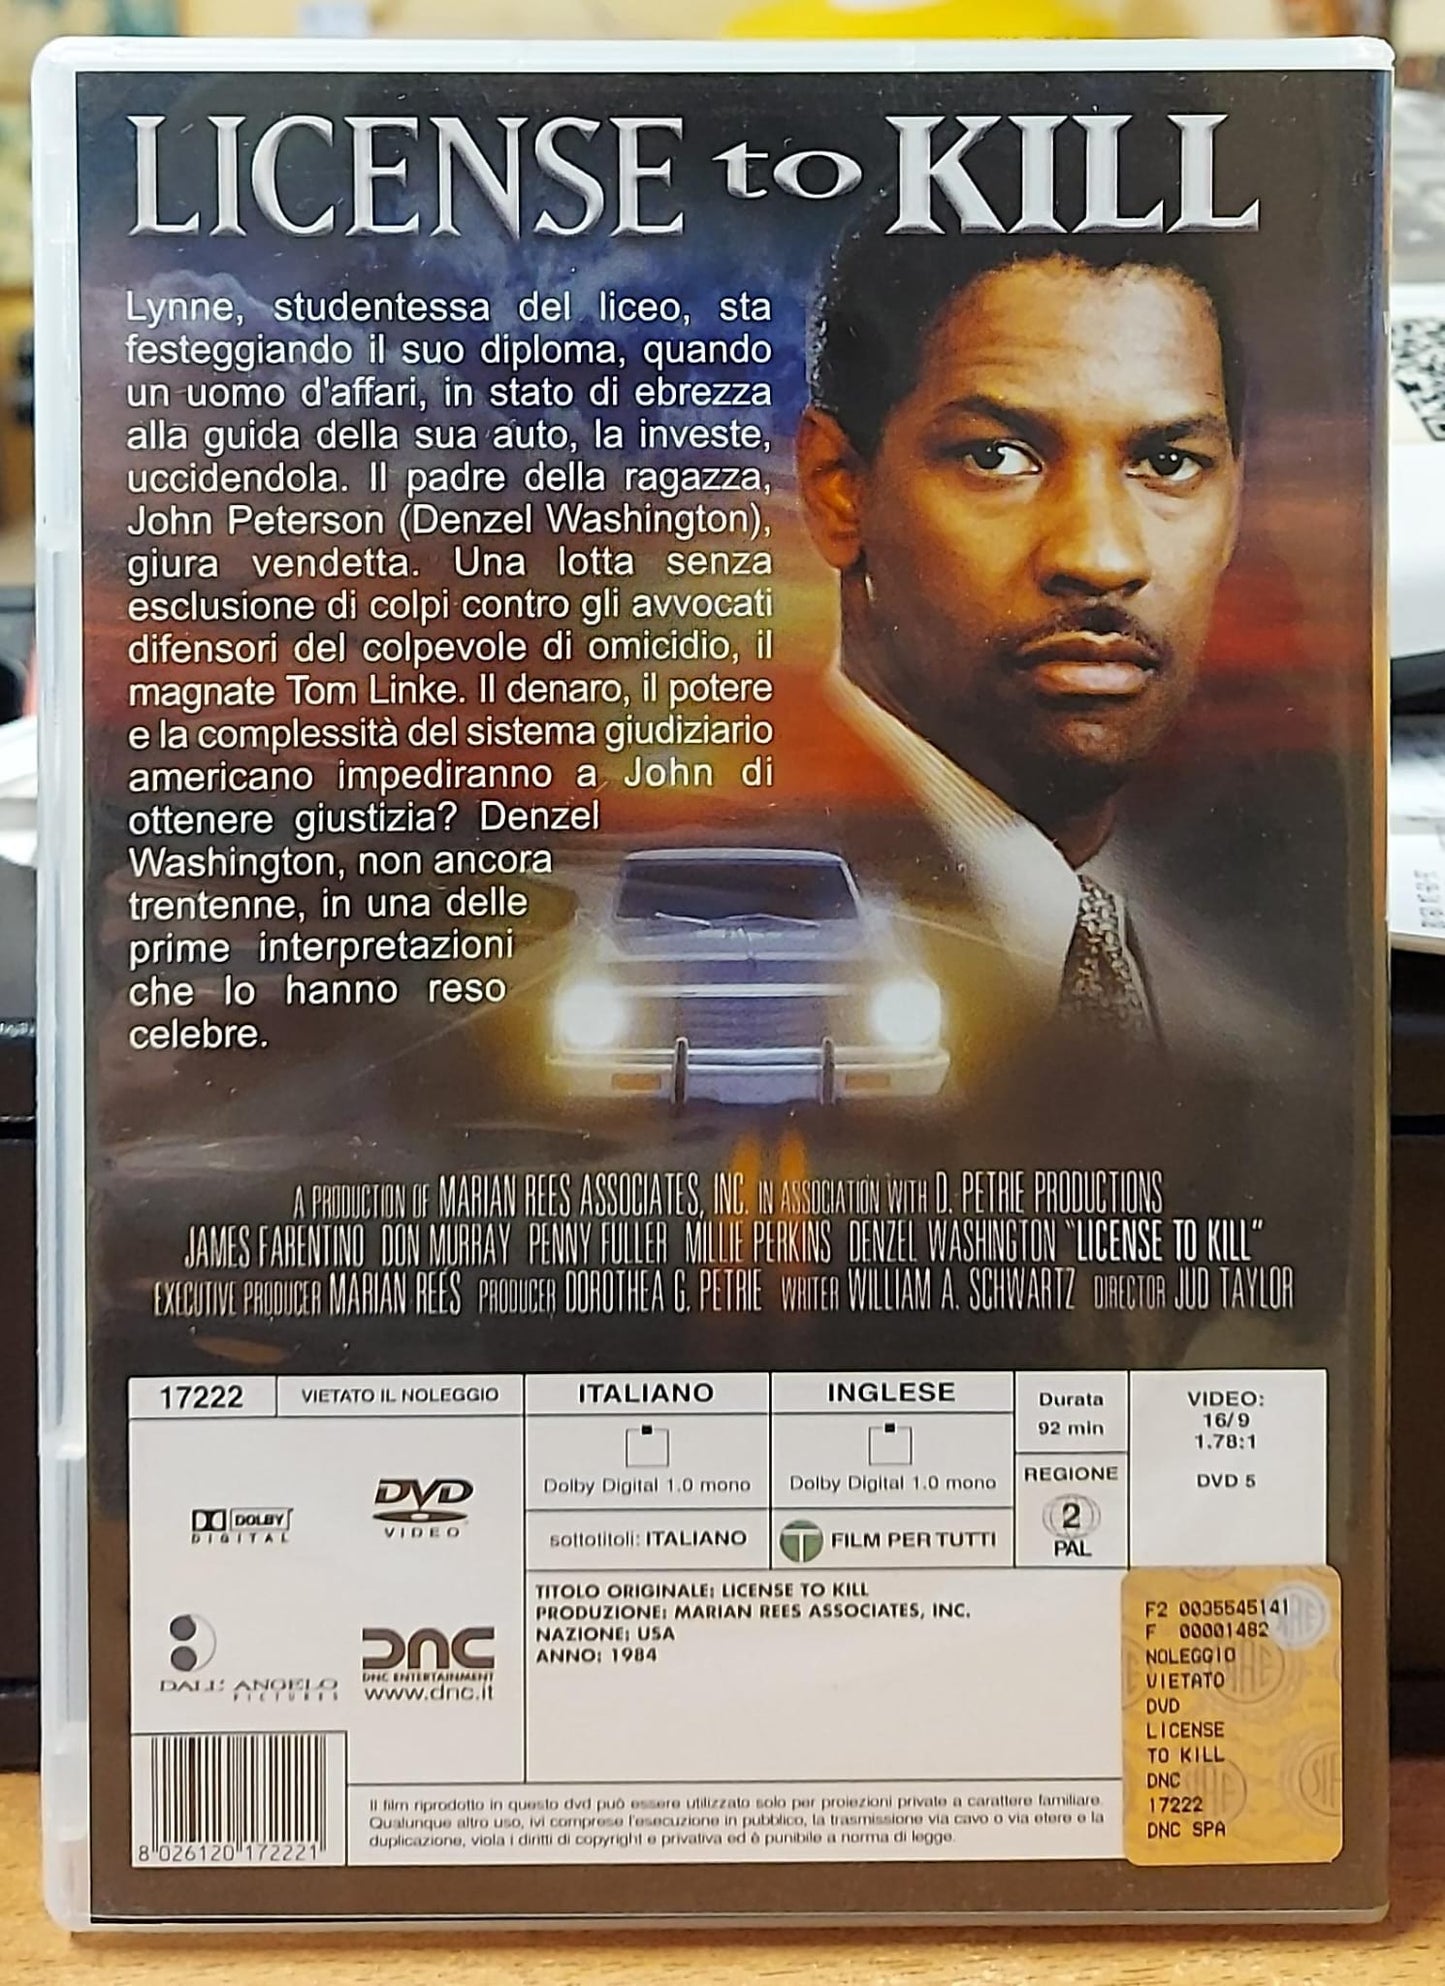 LICENSE to KILL
Lynne, studentessa del liceo, sta
festeggiando il suo diploma, quando
un uomo d'affari, in stato di ebrezza
alla guida della sua auto, la investe,
uccidendola. Il padre della ragazza,
John Peterson (Denzel Washington),
giura vendetta. Una lotta senza
esclusione di colpi contro gli avvocati
difensori del colpevole di omicidio, il
magnate Tom Linke. Il denaro, il potere
e la complessità del sistema giudiziario
americano impediranno a John di
ottenere giustizia? Denzel
Washington, non ancora
trentenne, in una delle
prime interpretazioni
che lo hanno reso
celebre.
A PRODUCTION OF MARIAN REES ASSOCIATES, INC. IN ASSOCIATION WITH D. PETRIE PRODUCTIONS
JAMES FARENTINO DON MURRAY PENNY FULLER MILLIE PERKINS DENZEL WASHINGTON "LICENSE TO KILL"
EXECUTIVE PRODUCER MARIAN REES PRODUCER DOROTHEA G. PETRIE WRITER WILLIAM A. SCHWARTZ DIRECTOR JUD TAYLOR
17222
VIETATO IL NOLEGGIO
DOLBY
DIGITAL
DVD
VIDEO
DALL' ANGELO
PICTURES
DNC
DNC ENTERTAINMENT
www.dnc.it
ITALIANO
Dolby Digital 1.0 mono
sottotitoli: ITALIANO
INGLESE
Dolby Digital 1.0 mono
T FILM PER TUTTI
Durata
92 min
REGIONE
2
PAL
VIDEO:
16/9
1.78:1
DVD 5
TITOLO ORIGINALE: LICENSE TO KILL
PRODUZIONE: MARIAN REES ASSOCIATES, INC.
NAZIONE: USA
ANNO: 1984
8 026120 172221
Il film riprodotto in questo dvd può essere utilizzato solo per proiezioni private a carattere familiare.
Qualunque altro uso, ivi comprese l'esecuzione in pubblico, la trasmissione via cavo o via etere e la
duplicazione, viola i diritti di copyright e privativa ed è punibile a norma di legge.
F2 0035545141
F 00001482
NOLEGGIO
VIETATO
DVD
LICENSE
TO KILL
DNC
17222
DNC SPA